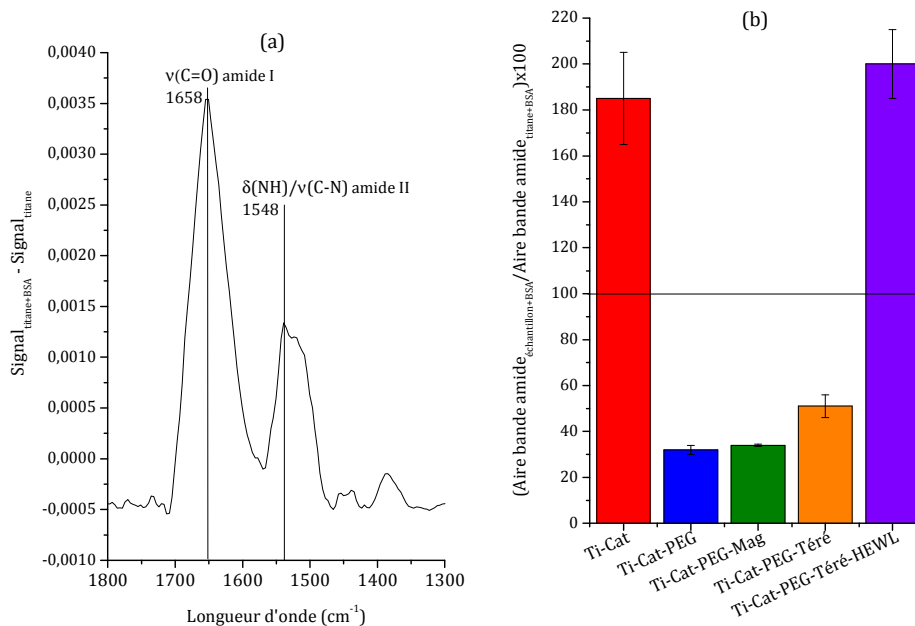 (a)
ν(C=O) amide I
1658
δ(NH)/ν(C-N) amide II
1548
0,0040
0,0035
0,0030
0,0025
0,0020
0,0015
0,0010
0,0005
0,0000
-0,0005
-0,0010
Signal titane+BSA - Signal titane
1800
1700
1600
1500
1400
1300
Longueur d'onde (cm-1)
(b)
(Aire bande amide échantillon+BSA/Aire bande amide titane+BSA)x100
200
180
160
140
120
100
80
60
40
20
0
Ti-Cat
Ti-Cat-PEG
Ti-Cat-PEG-Mag
Ti-Cat-PEG-Téré
Ti-Cat-PEG-Téré-HEWL